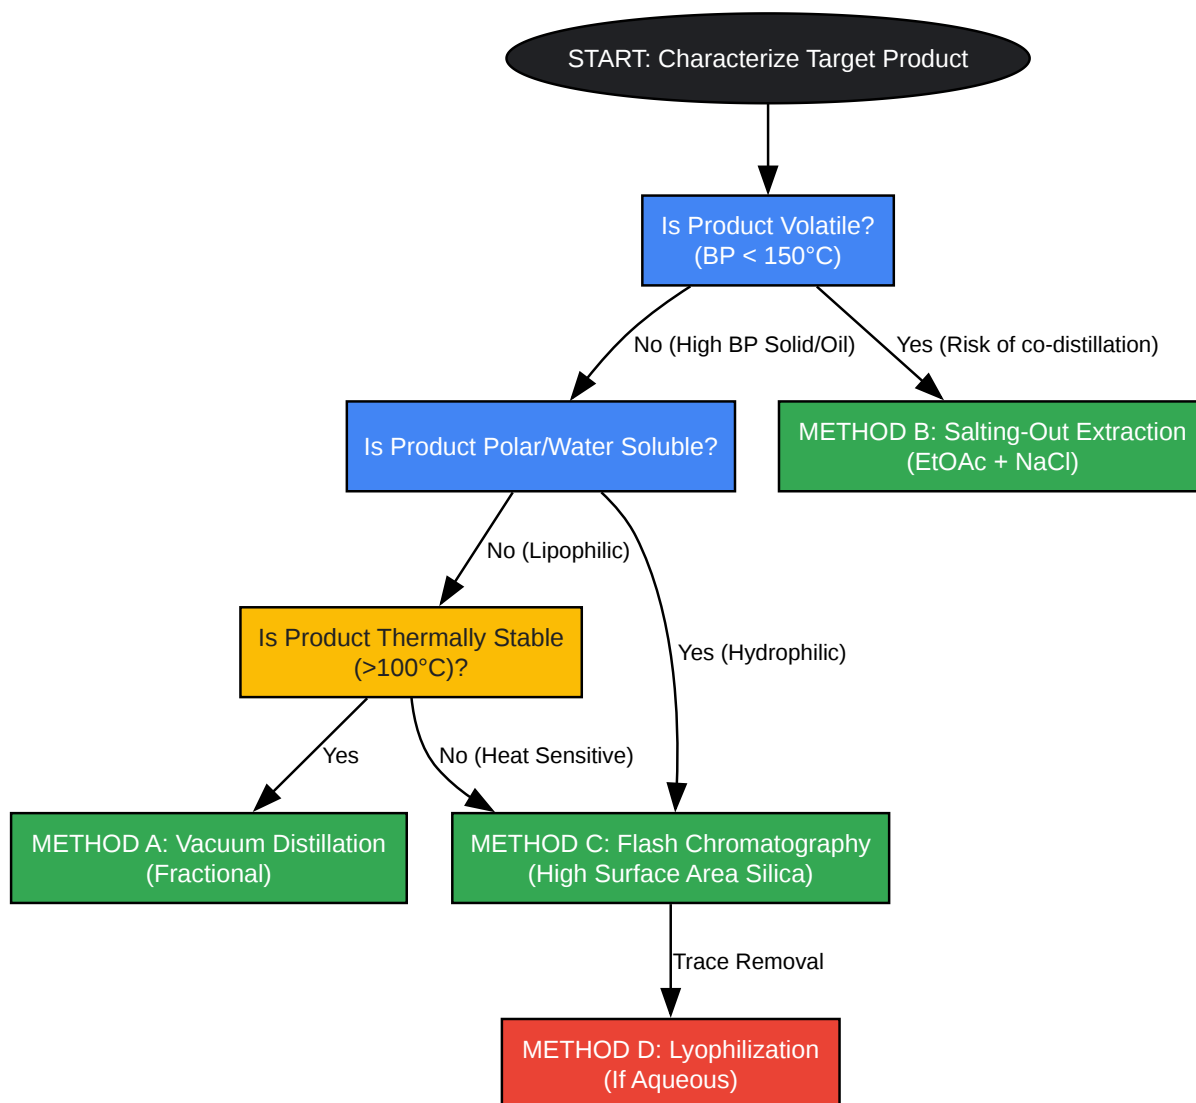 START: Characterize Target Product
Is Product Volatile?
(BP < 150°C)
No (High BP Solid/Oil)
Yes (Risk of co-distillation)
Is Product Polar/Water Soluble?
METHOD B: Salting-Out Extraction
(EtOAc + NaCl)
No (Lipophilic)
Is Product Thermally Stable
(>100°C)?
Yes (Hydrophilic)
Yes
No (Heat Sensitive)
METHOD A: Vacuum Distillation
(Fractional)
METHOD C: Flash Chromatography
(High Surface Area Silica)
Trace Removal
METHOD D: Lyophilization
(If Aqueous)